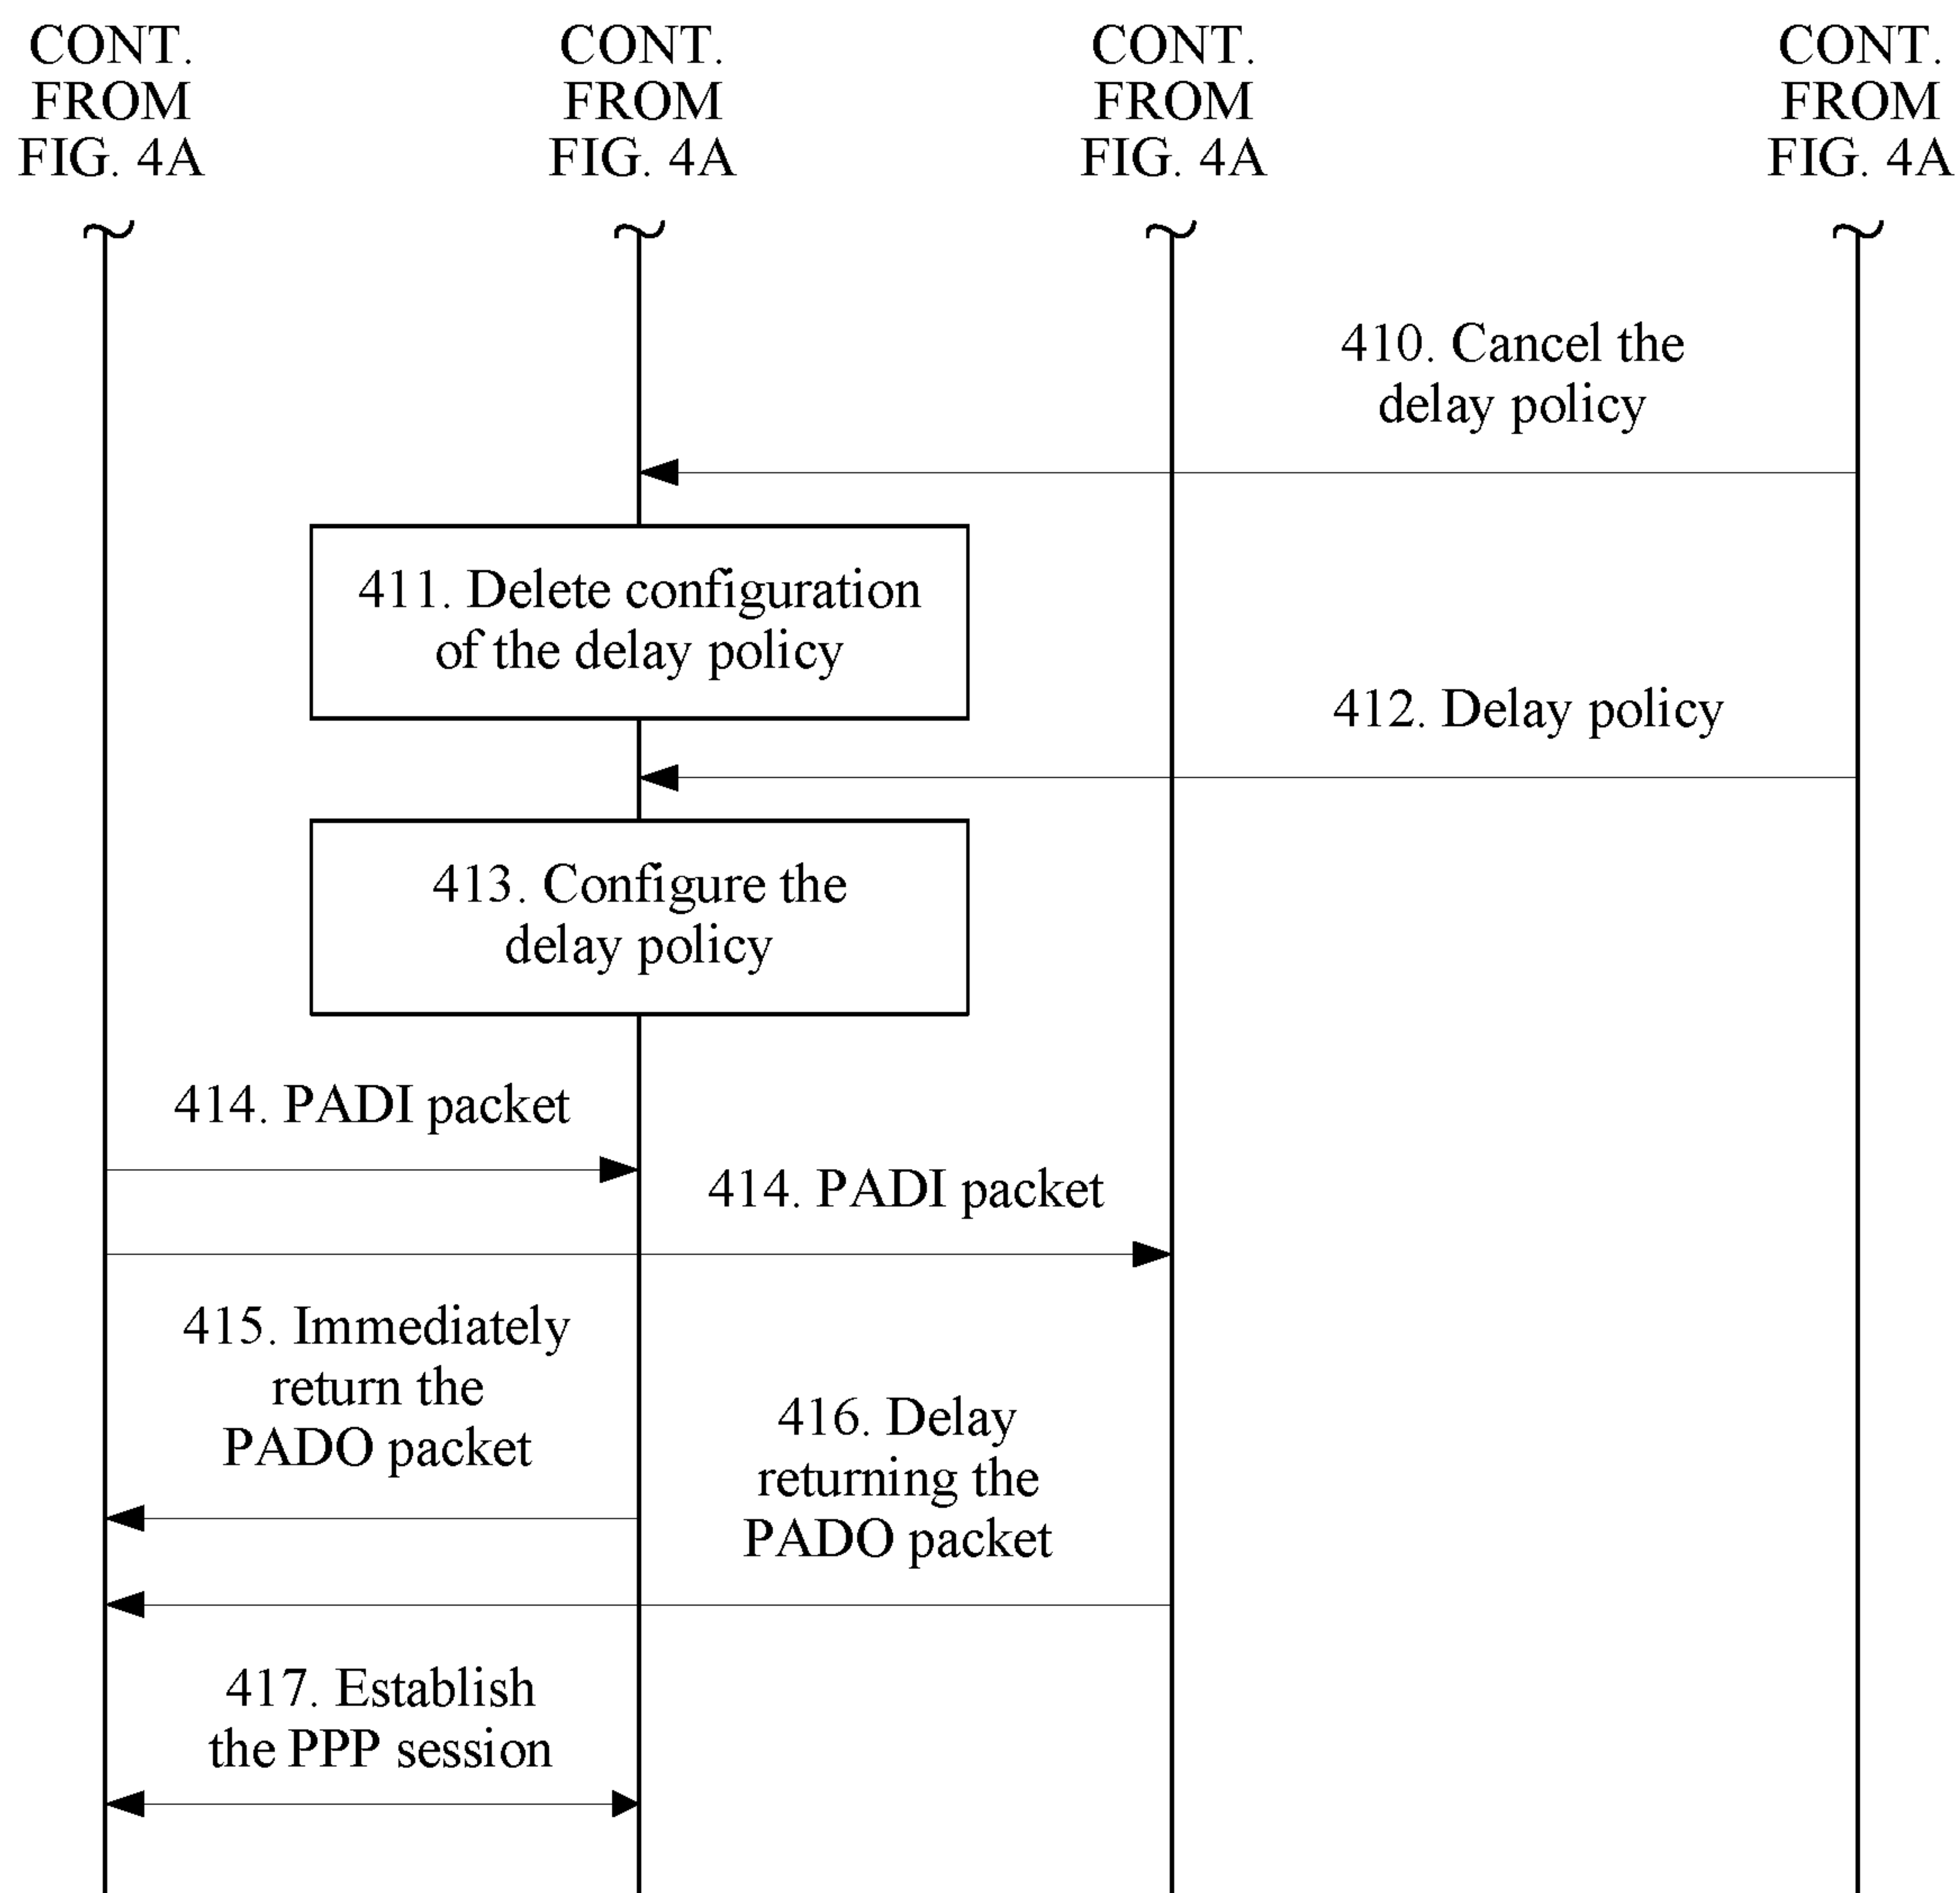 CONT.
FROM
FIG. 4A
CONT.
FROM
FIG. 4A
CONT.
FROM
FIG. 4A
CONT.
FROM
FIG. 4A
410. Cancel the
delay policy
411. Delete configuration
of the delay policy
412. Delay policy
413. Configure the
delay policy
414. PADI packet
414. PADI packet
415. Immediately
return the
PADO packet
416. Delay
returning the
PADO packet
417. Establish
the PPP session